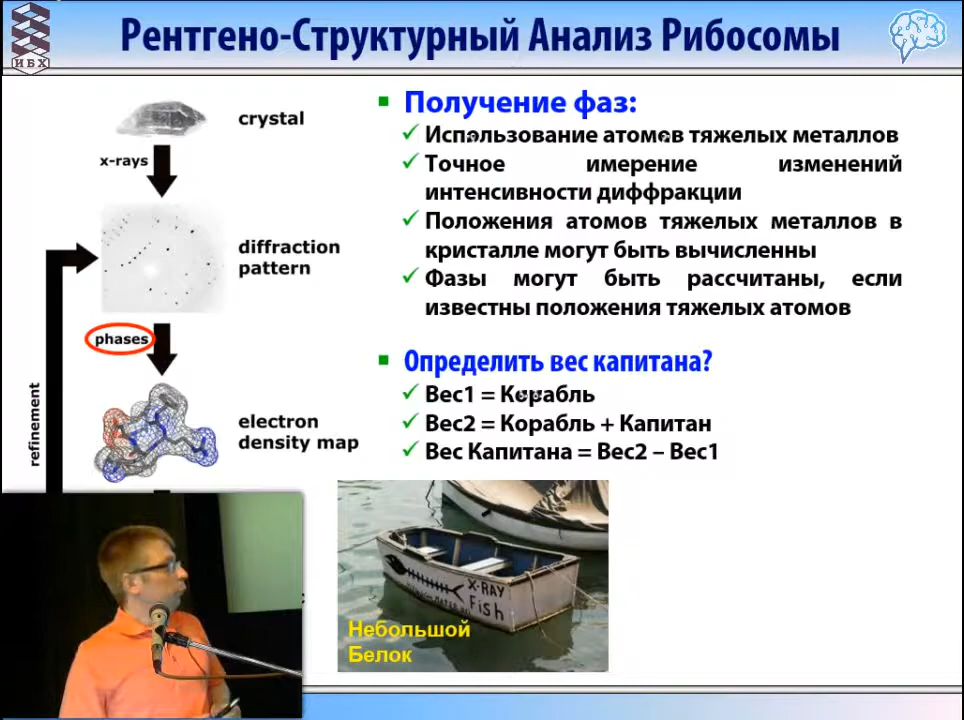 ИБХ
Рентгено-Структурный Анализ Рибосомы
crystal
x-rays
diffraction
pattern
phases
electron
density map
refinement
Получение фаз:
Использование атомов тяжелых металлов
Точное имерение изменений
интенсивности диффракции
Положения атомов тяжелых металлов в
кристалле могут быть вычисленны
Фазы могут быть рассчитаны, если
известны положения тяжелых атомов
Определить вес капитана?
Вес1 = Корабль
Вес2 = Корабль + Капитан
Вес Капитана = Вес2 – Вес1
X-RAY
Fish
Небольшой
Белок